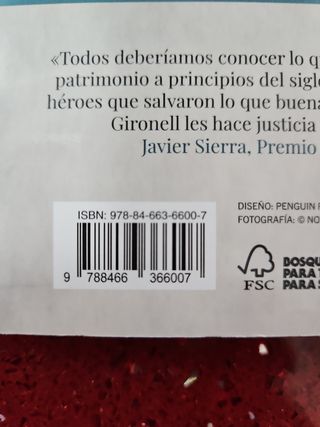 «Todos deberíamos conocer lo qu
patrimonio a principios del sigl
héroes que salvaron lo que buena
Gironell les hace justicia
Javier Sierra, Premio
ISBN: 978-84-663-6600-7
9 788466 366007
DISEÑO: PENGUIN
FOTOGRAFÍA: © NO
FSC
BOSQU
PARA
PARA